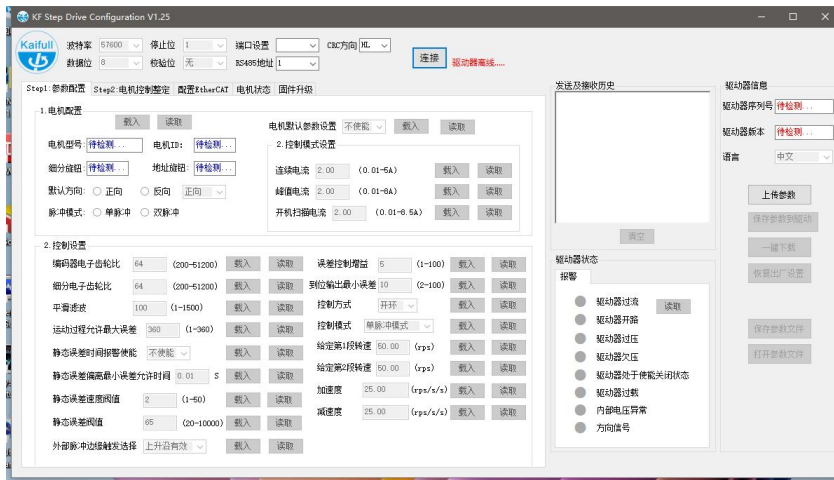 KF Step Drive Configuration V1.25
Kaifull
波特率 57600 停止位 1 端口设置 CRC方向 HL
数据位 8 校验位 无 RS485地址 1 连接 驱动器离线.....
Step1:参数配置 Step2:电机控制整定 配置EtherCAT 电机状态 固件升级
1.电机配置
载入 读取
电机型号: 待检测... 电机ID: 待检测...
细分旋钮: 待检测... 地址旋钮: 待检测...
默认方向: 正向 反向 正向
脉冲模式: 单脉冲 双脉冲
电机默认参数设置 不使能 载入 读取
2.控制模式设置
连续电流 2.00 (0.01-5A) 载入 读取
峰值电流 2.00 (0.01-8A) 载入 读取
开机扫描电流 2.00 (0.01-6.5A) 载入 读取
2.控制设置
编码器电子齿轮比 64 (200-51200) 载入 读取
细分电子齿轮比 64 (200-51200) 载入 读取
平滑滤波 100 (1-1500) 载入 读取
运动过程允许最大误差 360 (1-360) 载入 读取
静态误差时间报警使能 不使能 载入 读取
静态误差偏离最小误差允许时间 0.01 S 载入 读取
静态误差速度阀值 2 (1-50) 载入 读取
静态误差阀值 65 (20-10000) 载入 读取
外部脉冲边缘触发选择 上升沿有效 载入 读取
误差控制增益 5 (1-100) 载入 读取
到位输出最小误差 10 (2-100) 载入 读取
控制方式 开环 载入 读取
控制模式 单脉冲模式 载入 读取
给定第1段转速 50.00 (rps) 载入 读取
给定第2段转速 50.00 (rps) 载入 读取
加速度 25.00 (rps/s/s) 载入 读取
减速度 25.00 (rps/s/s) 载入 读取
发送及接收历史
清空
驱动器状态
报警
驱动器过流 读取
驱动器开路
驱动器过压
驱动器欠压
驱动器处于使能关闭状态
驱动器过载
内部电压异常
方向信号
驱动器信息
驱动器序列号 待检测...
驱动器版本 待检测...
语言 中文
上传参数
保存参数到驱动
一键下载
恢复出厂设置
保存参数文件
打开参数文件